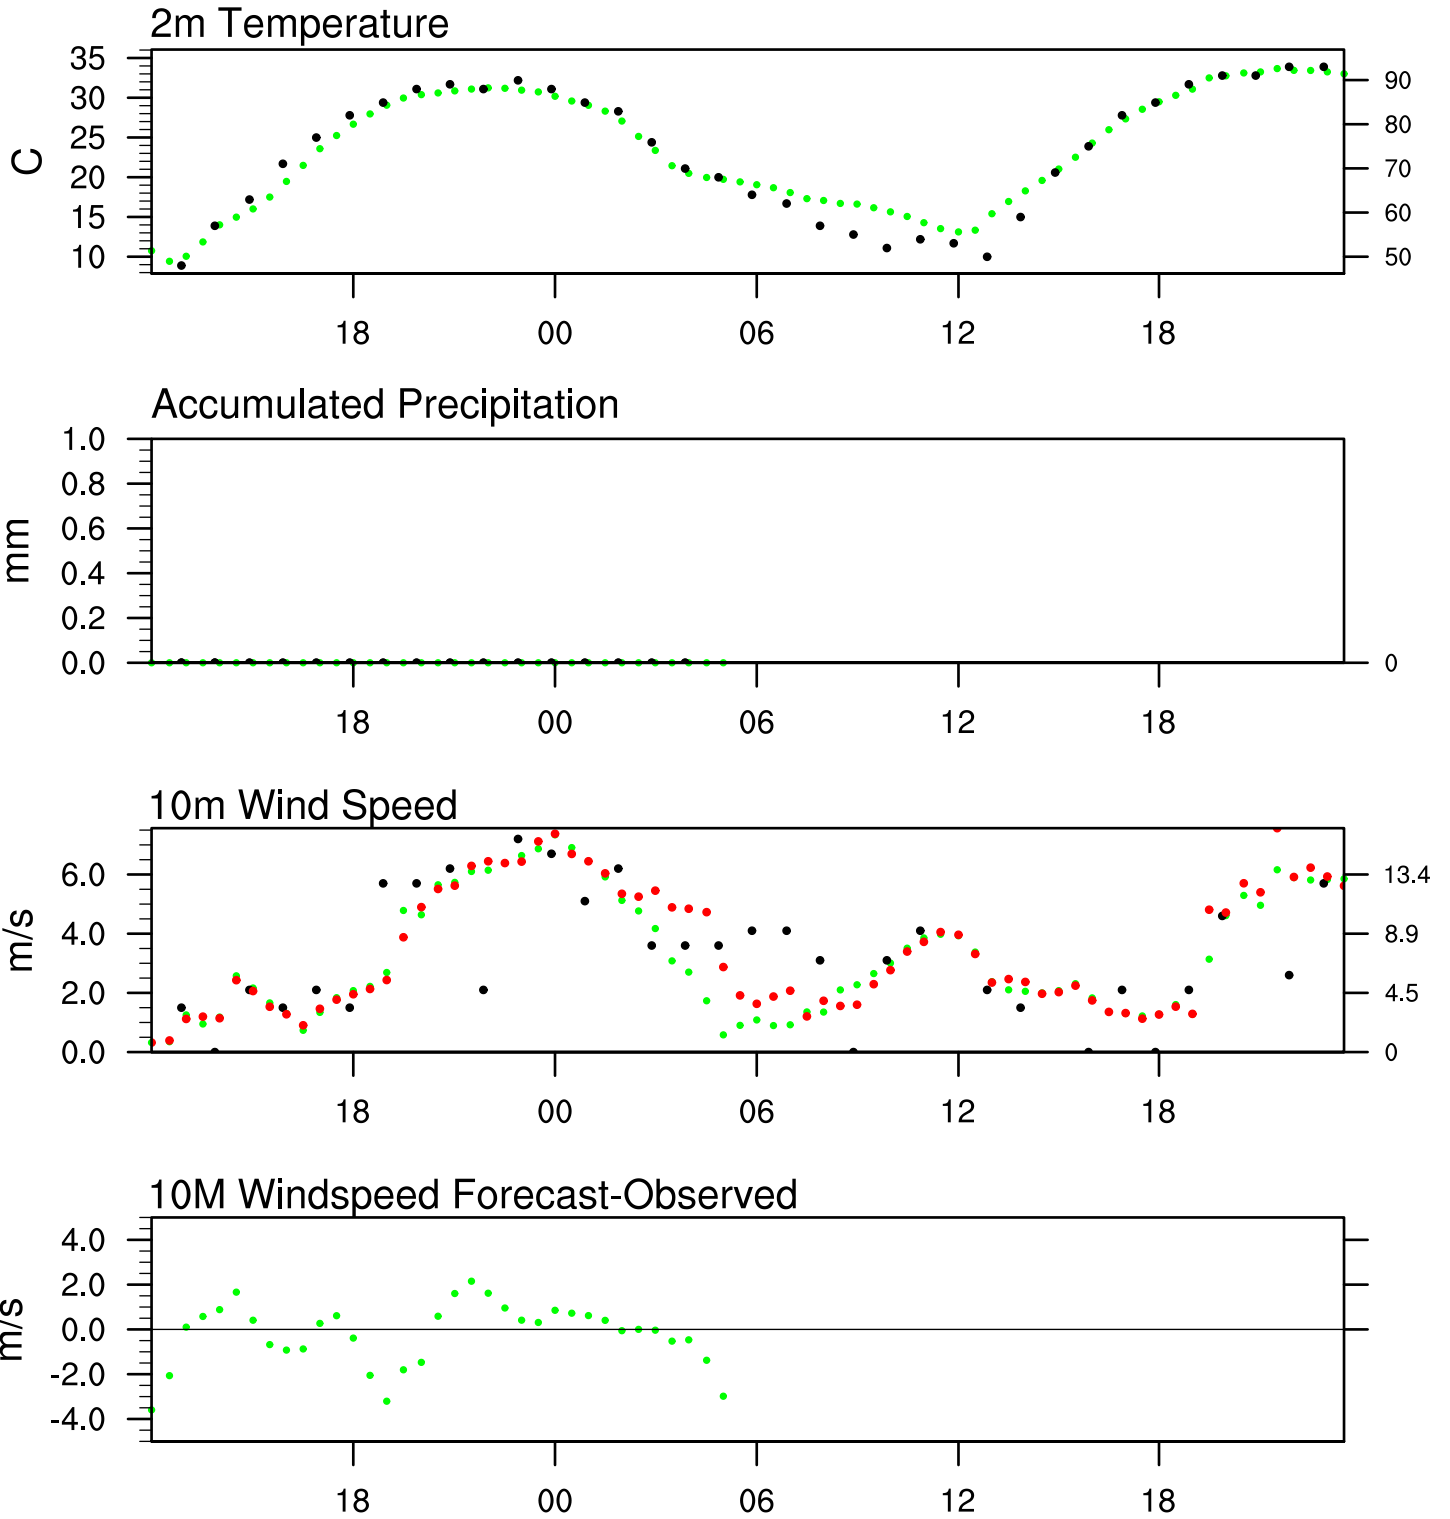 2m Temperature
35
30
25
20
15
10
C
90
80
70
60
50
18 00 06 12 18
Accumulated Precipitation
1.0
0.8
0.6
0.4
0.2
0.0
mm
0
18 00 06 12 18
10m Wind Speed
6.0
4.0
2.0
0.0
m/s
13.4
8.9
4.5
0
18 00 06 12 18
10M Windspeed Forecast-Observed
4.0
2.0
0.0
-2.0
-4.0
m/s
18 00 06 12 18